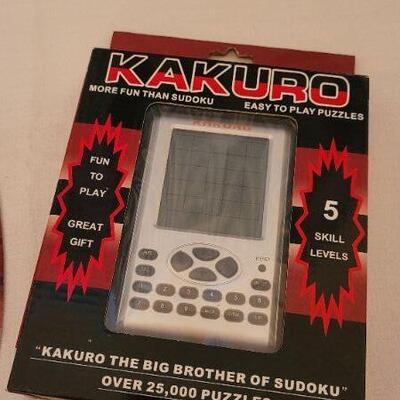 KAKURO
MORE FUN THAN SUDOKU
EASY TO PLAY PUZZLES
KAKURO
FUN
TO
PLAY
GREAT
GIFT
5
SKILL
LEVELS
"KAKURO THE BIG BROTHER OF SUDOKU"
OVER 25,000 PUZZLES